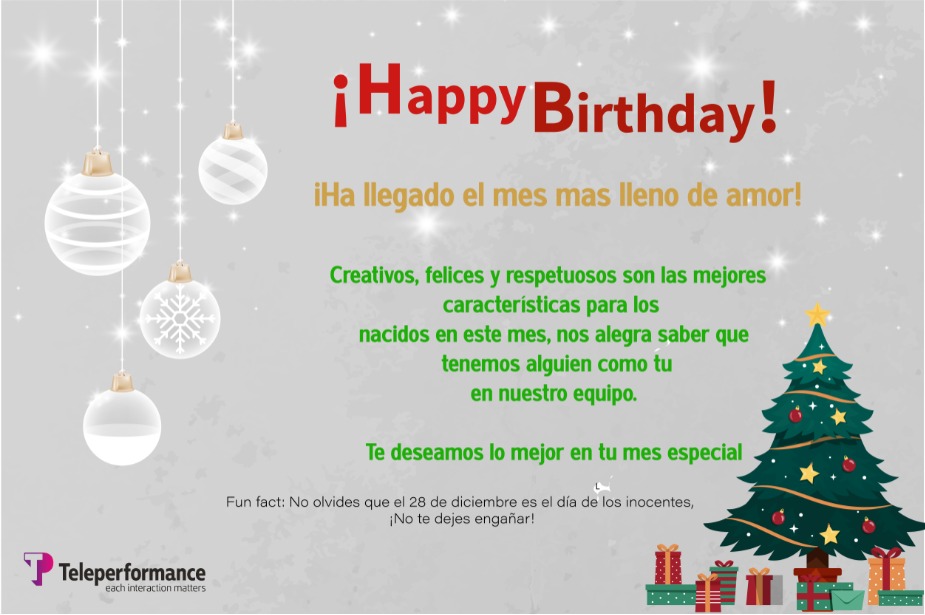 ¡Happy Birthday!
¡Ha llegado el mes mas lleno de amor!
Creativos, felices y respetuosos son las mejores
características para los
nacidos en este mes, nos alegra saber que
tenemos alguien como tu
en nuestro equipo.
Te deseamos lo mejor en tu mes especial
Fun fact: No olvides que el 28 de diciembre es el día de los inocentes,
¡No te dejes engañar!
Teleperformance
each interaction matters